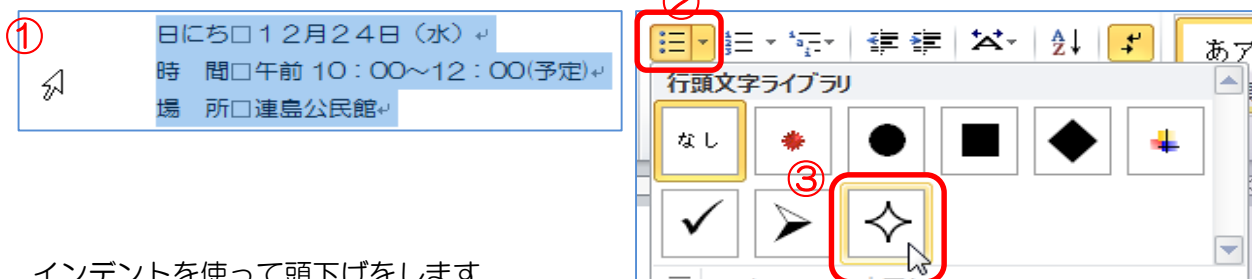 ①
日にち□12月24日（水）↵
時　間□午前 10：00～12：00(予定)↵
場　所□連島公民館↵
②
あア
行頭文字ライブラリ
なし
③
インデントを使って頭下げをします